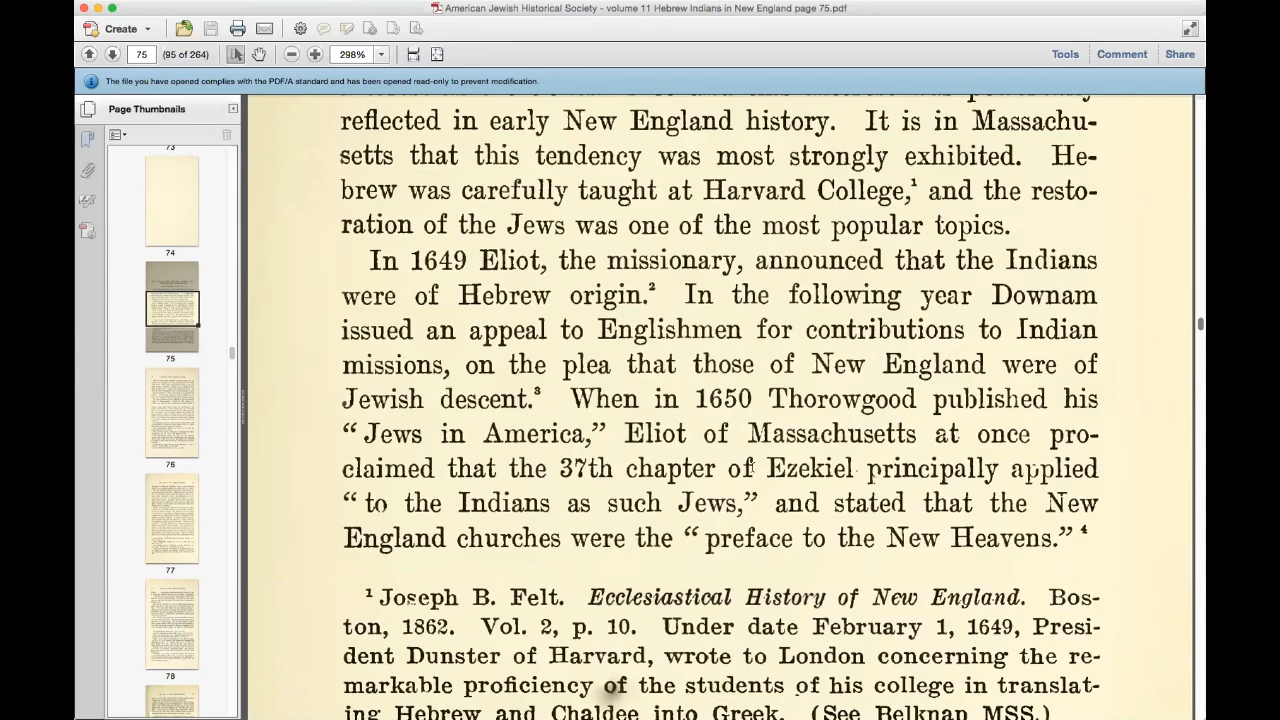 American Jewish Historical Society - volume 11 Hebrew Indians in New England page 75.pdf
Create
75 (95 of 264) 298% Tools Comment Share
The file you have opened complies with the PDF/A standard and has been opened read-only to prevent modification.
Page Thumbnails
73
74
75
76
77
78
reflected in early New England history. It is in Massachu-
setts that this tendency was most strongly exhibited. He-
brew was carefully taught at Harvard College,¹ and the resto-
ration of the Jews was one of the most popular topics.
In 1649 Eliot, the missionary, announced that the Indians
were of Hebrew origin.² In the following year Downam
issued an appeal to Englishmen for contributions to Indian
missions, on the plea that those of New England were of
Jewish descent.³ When in 1650 Thorowgood published his
“Jews in America,” Eliot of Massachusetts at once pro-
claimed that the 37th chapter of Ezekiel principally applied
“to the Indians as such Jews,” and stated that the New
England churches were the “preface to the New Heavens.” ⁴
¹ Joseph B. Felt. Ecclesiastical History of New England. Bos-
ton, 1862. Vol. 2, p. 10. Under date February 1, 1649, Presi-
dent Dunster of Harvard, wrote to London concerning the re-
markable proficiency of the students of his college in translat-
ing Hebrew and Chaldee into Greek. (See Belknap MSS.)